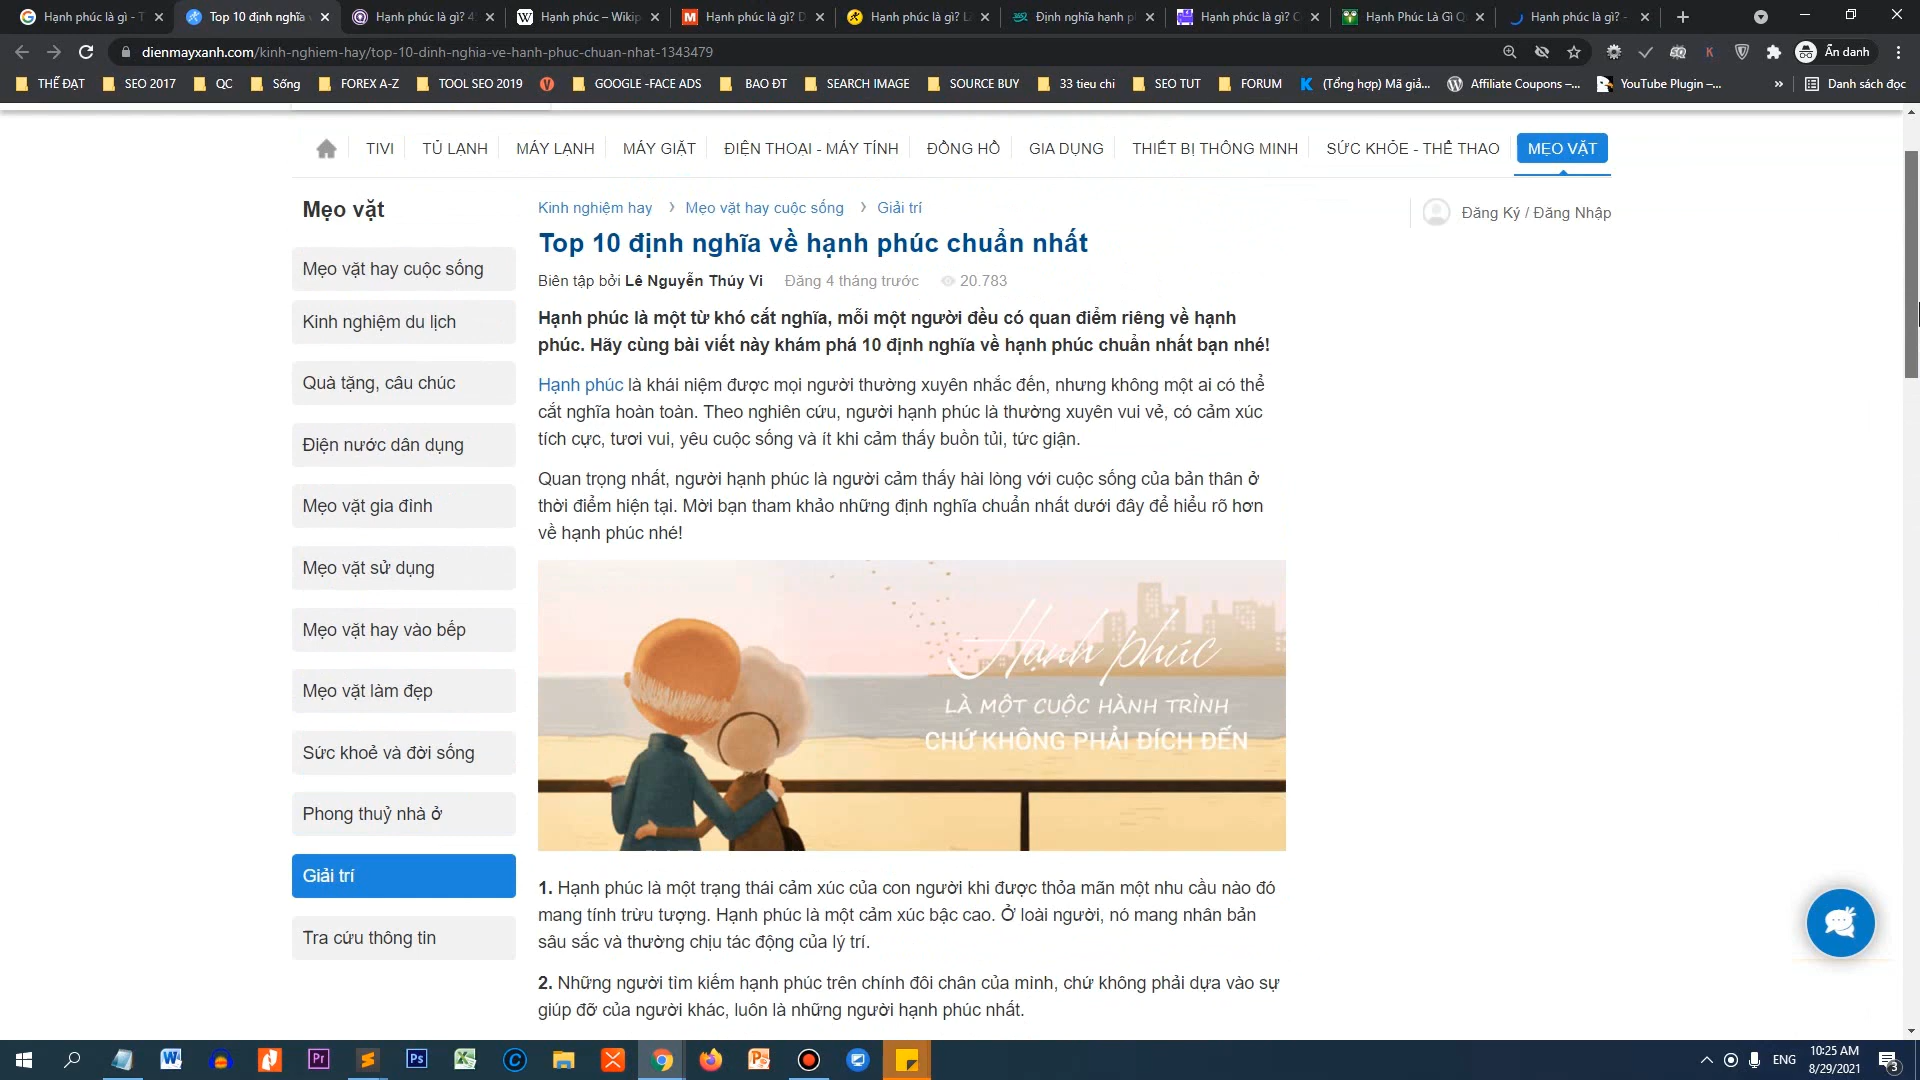 Hạnh phúc là gì - T
Top 10 định nghĩa
Hạnh phúc là gì? 4
Hạnh phúc – Wikip
Hạnh phúc là gì? D
Hạnh phúc là gì? L
Định nghĩa hạnh p
Hạnh phúc là gì? C
Hạnh Phúc Là Gì Q
Hạnh phúc là gì? -
dienmayxanh.com/kinh-nghiem-hay/top-10-dinh-nghia-ve-hanh-phuc-chuan-nhat-1343479
Ẩn danh
THẾ ĐẠT
SEO 2017
QC
Sống
FOREX A-Z
TOOL SEO 2019
GOOGLE -FACE ADS
BAO ĐT
SEARCH IMAGE
SOURCE BUY
33 tieu chi
SEO TUT
FORUM
(Tổng hợp) Mã giả...
Affiliate Coupons –...
YouTube Plugin –...
»
Danh sách đọc
TIVI
TỦ LẠNH
MÁY LẠNH
MÁY GIẶT
ĐIỆN THOẠI - MÁY TÍNH
ĐỒNG HỒ
GIA DỤNG
THIẾT BỊ THÔNG MINH
SỨC KHỎE - THỂ THAO
MẸO VẶT
Mẹo vặt
Mẹo vặt hay cuộc sống
Kinh nghiệm du lịch
Quà tặng, câu chúc
Điện nước dân dụng
Mẹo vặt gia đình
Mẹo vặt sử dụng
Mẹo vặt hay vào bếp
Mẹo vặt làm đẹp
Sức khoẻ và đời sống
Phong thuỷ nhà ở
Giải trí
Tra cứu thông tin
Kinh nghiệm hay › Mẹo vặt hay cuộc sống › Giải trí
Đăng Ký / Đăng Nhập
Top 10 định nghĩa về hạnh phúc chuẩn nhất
Biên tập bởi Lê Nguyễn Thúy Vi Đăng 4 tháng trước 20.783
Hạnh phúc là một từ khó cắt nghĩa, mỗi một người đều có quan điểm riêng về hạnh
phúc. Hãy cùng bài viết này khám phá 10 định nghĩa về hạnh phúc chuẩn nhất bạn nhé!
Hạnh phúc là khái niệm được mọi người thường xuyên nhắc đến, nhưng không một ai có thể
cắt nghĩa hoàn toàn. Theo nghiên cứu, người hạnh phúc là thường xuyên vui vẻ, có cảm xúc
tích cực, tươi vui, yêu cuộc sống và ít khi cảm thấy buồn tủi, tức giận.
Quan trọng nhất, người hạnh phúc là người cảm thấy hài lòng với cuộc sống của bản thân ở
thời điểm hiện tại. Mời bạn tham khảo những định nghĩa chuẩn nhất dưới đây để hiểu rõ hơn
về hạnh phúc nhé!
Hạnh phúc
LÀ MỘT CUỘC HÀNH TRÌNH
CHỨ KHÔNG PHẢI ĐÍCH ĐẾN
1. Hạnh phúc là một trạng thái cảm xúc của con người khi được thỏa mãn một nhu cầu nào đó
mang tính trừu tượng. Hạnh phúc là một cảm xúc bậc cao. Ở loài người, nó mang nhân bản
sâu sắc và thường chịu tác động của lý trí.
2. Những người tìm kiếm hạnh phúc trên chính đôi chân của mình, chứ không phải dựa vào sự
giúp đỡ của người khác, luôn là những người hạnh phúc nhất.
ENG
10:25 AM
8/29/2021
3